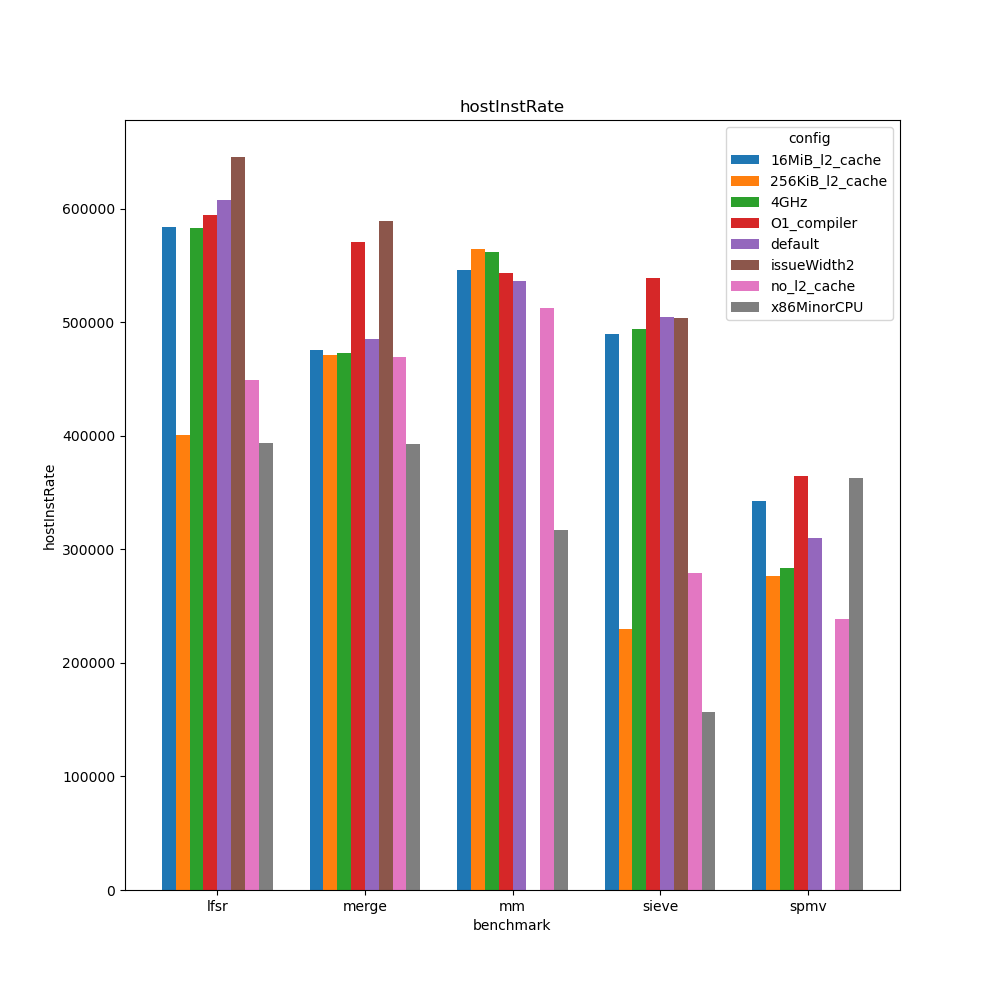 hostInstRate
config
16MiB_l2_cache
256KiB_l2_cache
4GHz
O1_compiler
default
issueWidth2
no_l2_cache
x86MinorCPU
hostInstRate
600000
500000
400000
300000
200000
100000
0
lfsr merge mm sieve spmv
benchmark